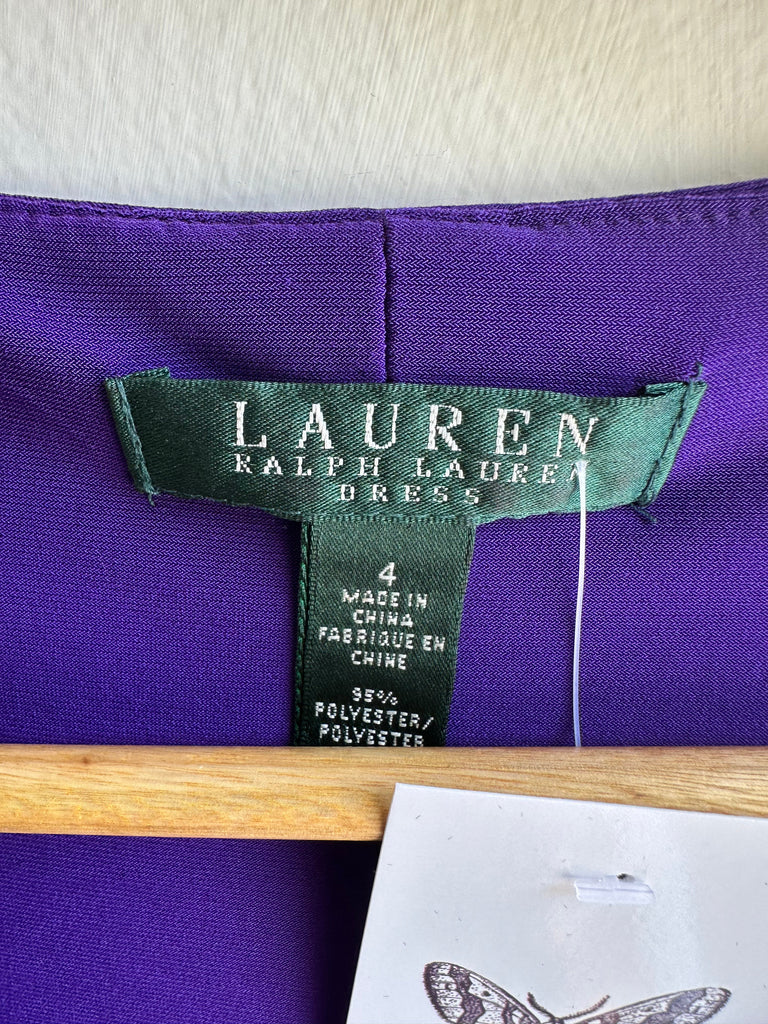 LAUREN
RALPH LAUREN
DRESS
4
MADE IN
CHINA
FABRIQUE EN
CHINE
95%
POLYESTER/
POLYESTER